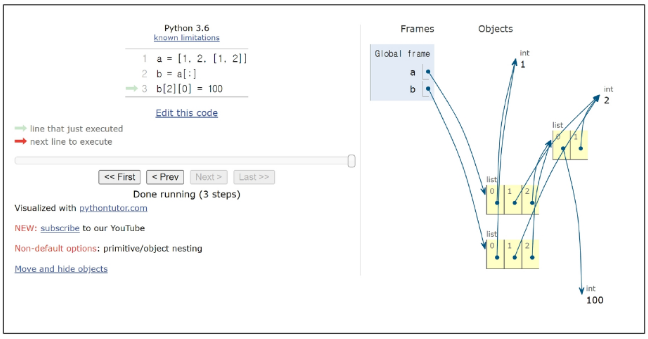 Python 3.6
known limitations
1 a = [1, 2, [1, 2]]
2 b = a[:]
3 b[2][0] = 100
Edit this code
line that just executed
next line to execute
<< First < Prev Next > Last >>
Done running (3 steps)
Visualized with pythontutor.com
NEW: subscribe to our YouTube
Non-default options: primitive/object nesting
Move and hide objects
Frames Objects
Global frame
a
b
int
1
int
2
list
0 1
list
0 1 2
list
0 1 2
int
100